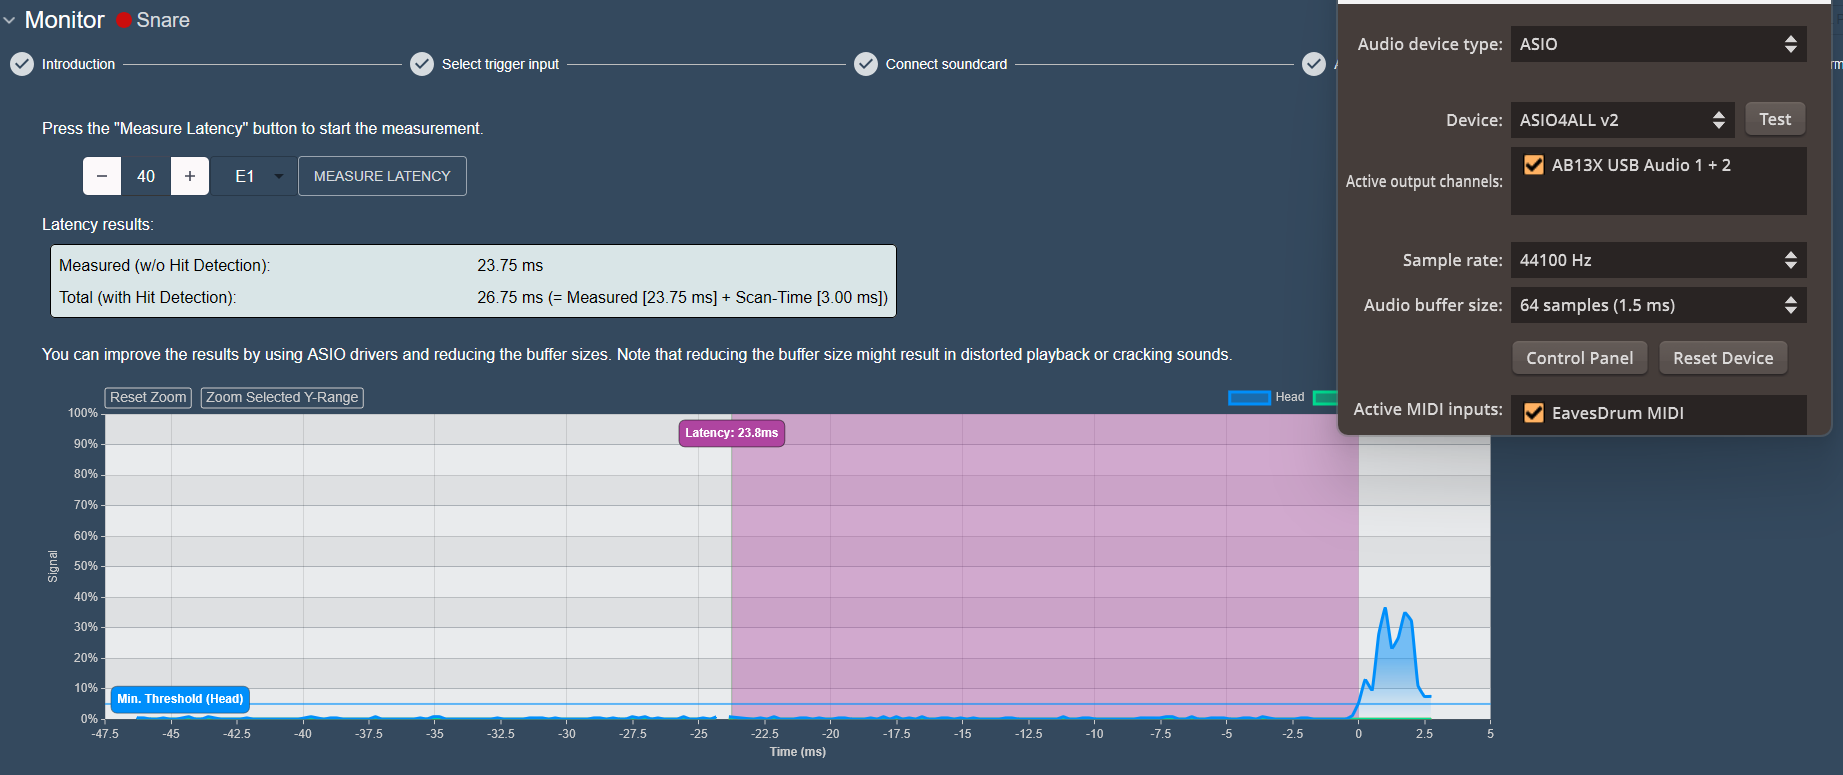 Monitor Snare
Introduction
Select trigger input
Connect soundcard
Press the "Measure Latency" button to start the measurement.
− 40 + E1 MEASURE LATENCY
Latency results:
Measured (w/o Hit Detection): 23.75 ms
Total (with Hit Detection): 26.75 ms (= Measured [23.75 ms] + Scan-Time [3.00 ms])
You can improve the results by using ASIO drivers and reducing the buffer sizes. Note that reducing the buffer size might result in distorted playback or cracking sounds.
Reset Zoom Zoom Selected Y-Range
Head
100%
90%
80%
70%
60%
50%
40%
30%
20%
10%
0%
Signal
Latency: 23.8ms
Min. Threshold (Head)
-47.5 -45 -42.5 -40 -37.5 -35 -32.5 -30 -27.5 -25 -22.5 -20 -17.5 -15 -12.5 -10 -7.5 -5 -2.5 0 2.5 5
Time (ms)
Audio device type: ASIO
Device: ASIO4ALL v2 Test
Active output channels: AB13X USB Audio 1 + 2
Sample rate: 44100 Hz
Audio buffer size: 64 samples (1.5 ms)
Control Panel Reset Device
Active MIDI inputs: EavesDrum MIDI